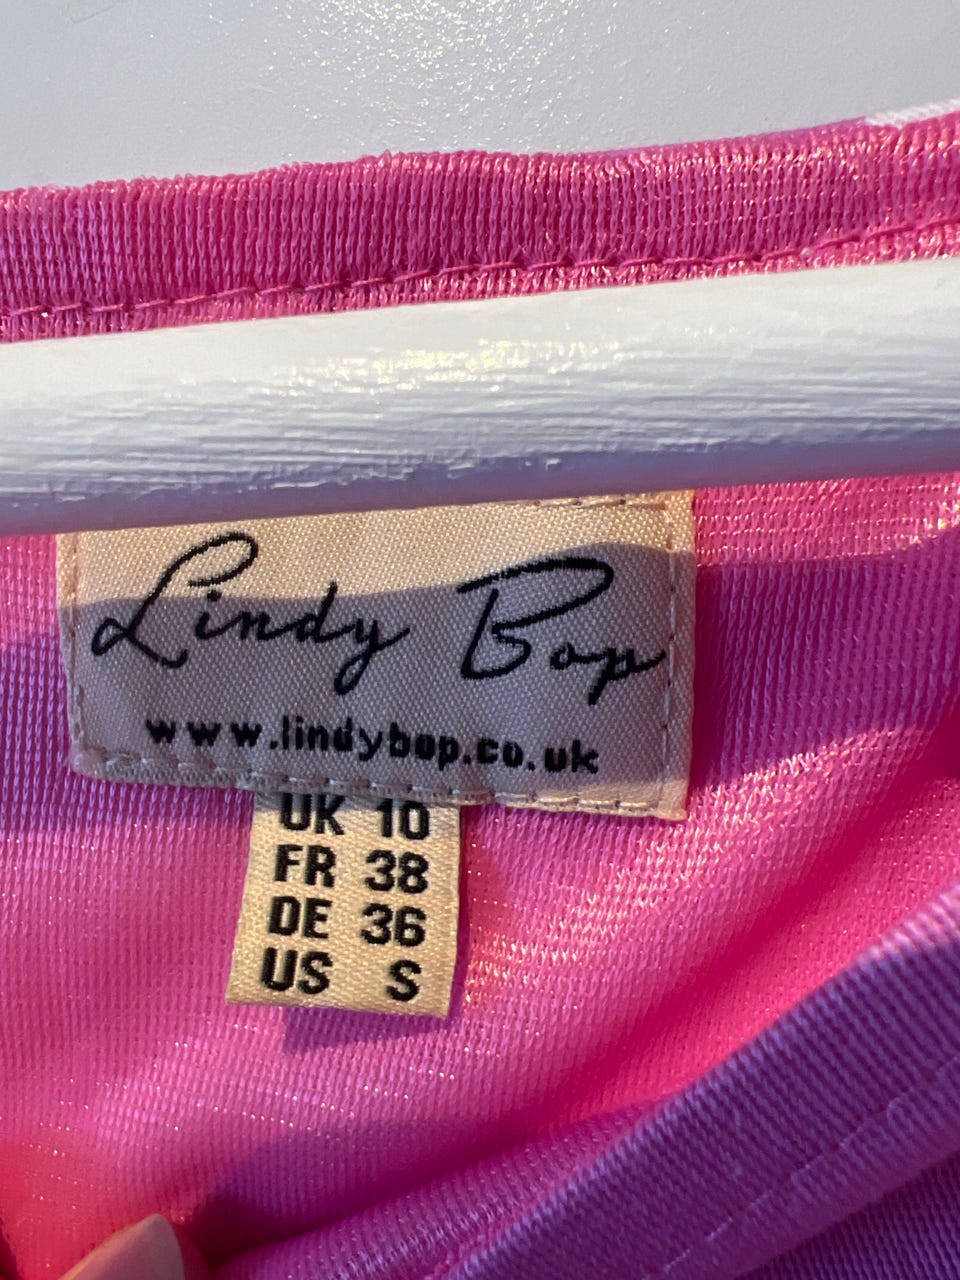 Lindy Bop
www.lindybop.co.uk
UK 10
FR 38
DE 36
US S